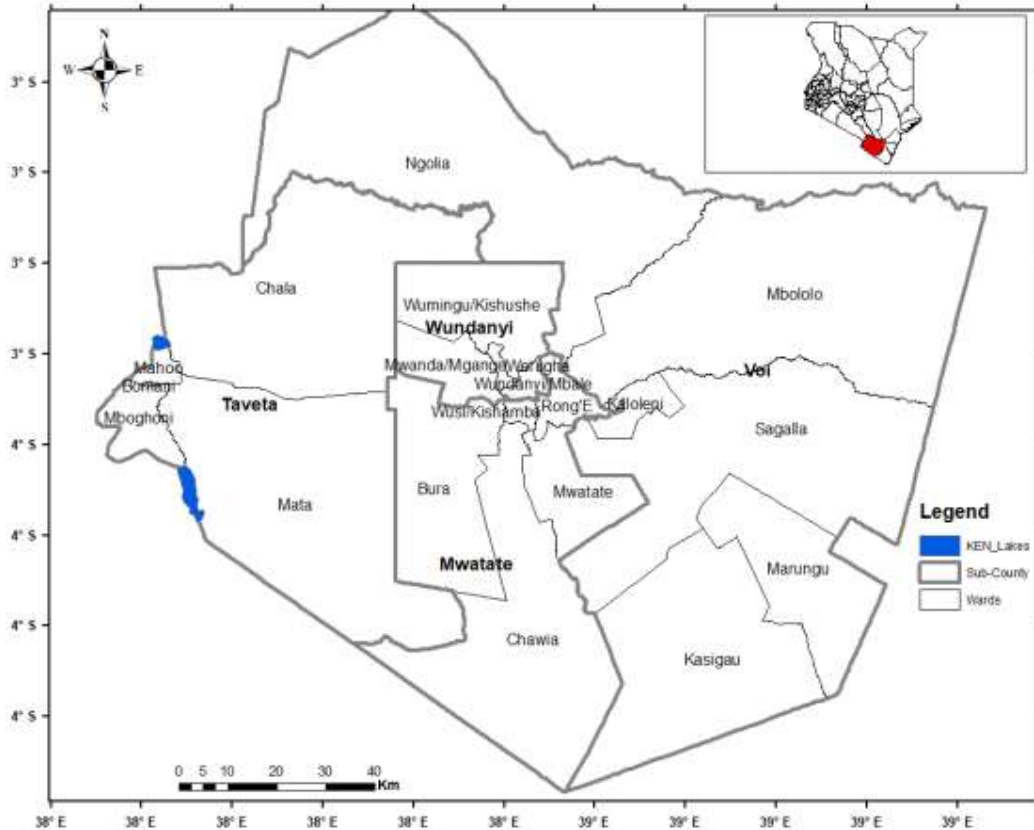 N
W E
S
3° S
3° S
3° S
3° S
4° S
4° S
4° S
4° S
Ngolia
Chala
Mbololo
Wumingu/Kishushe
Wundanyi
Mwanda/Mgange
Werugha
Mahoo
Bomani
Wundanyi/Mbale
Voi
Taveta
Mboghoni
Wusi/Kishamba
Rong'E
Kaloleni
Sagalla
Bura
Mwatate
Mata
Mwatate
Marungu
Chawia
Kasigau
Legend
KEN_Lakes
Sub-County
Wards
0 5 10 20 30 40
Km
38° E 38° E 38° E 38° E 38° E 38° E 39° E 39° E 39° E 39° E 39° E